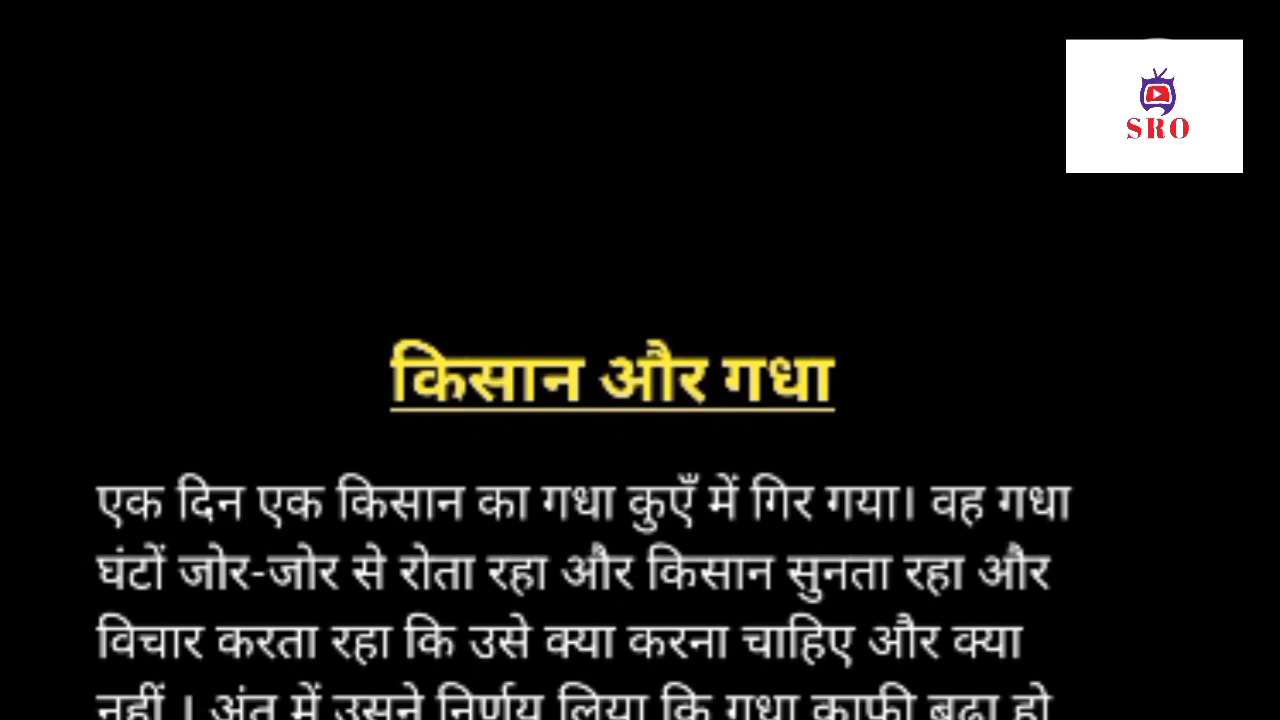 SRO
किसान और गधा
एक दिन एक किसान का गधा कुएँ में गिर गया। वह गधा
घंटों जोर-जोर से रोता रहा और किसान सुनता रहा और
विचार करता रहा कि उसे क्या करना चाहिए और क्या
नहीं । अंत में उसने निर्णय लिया कि गधा काफी बूढा हो